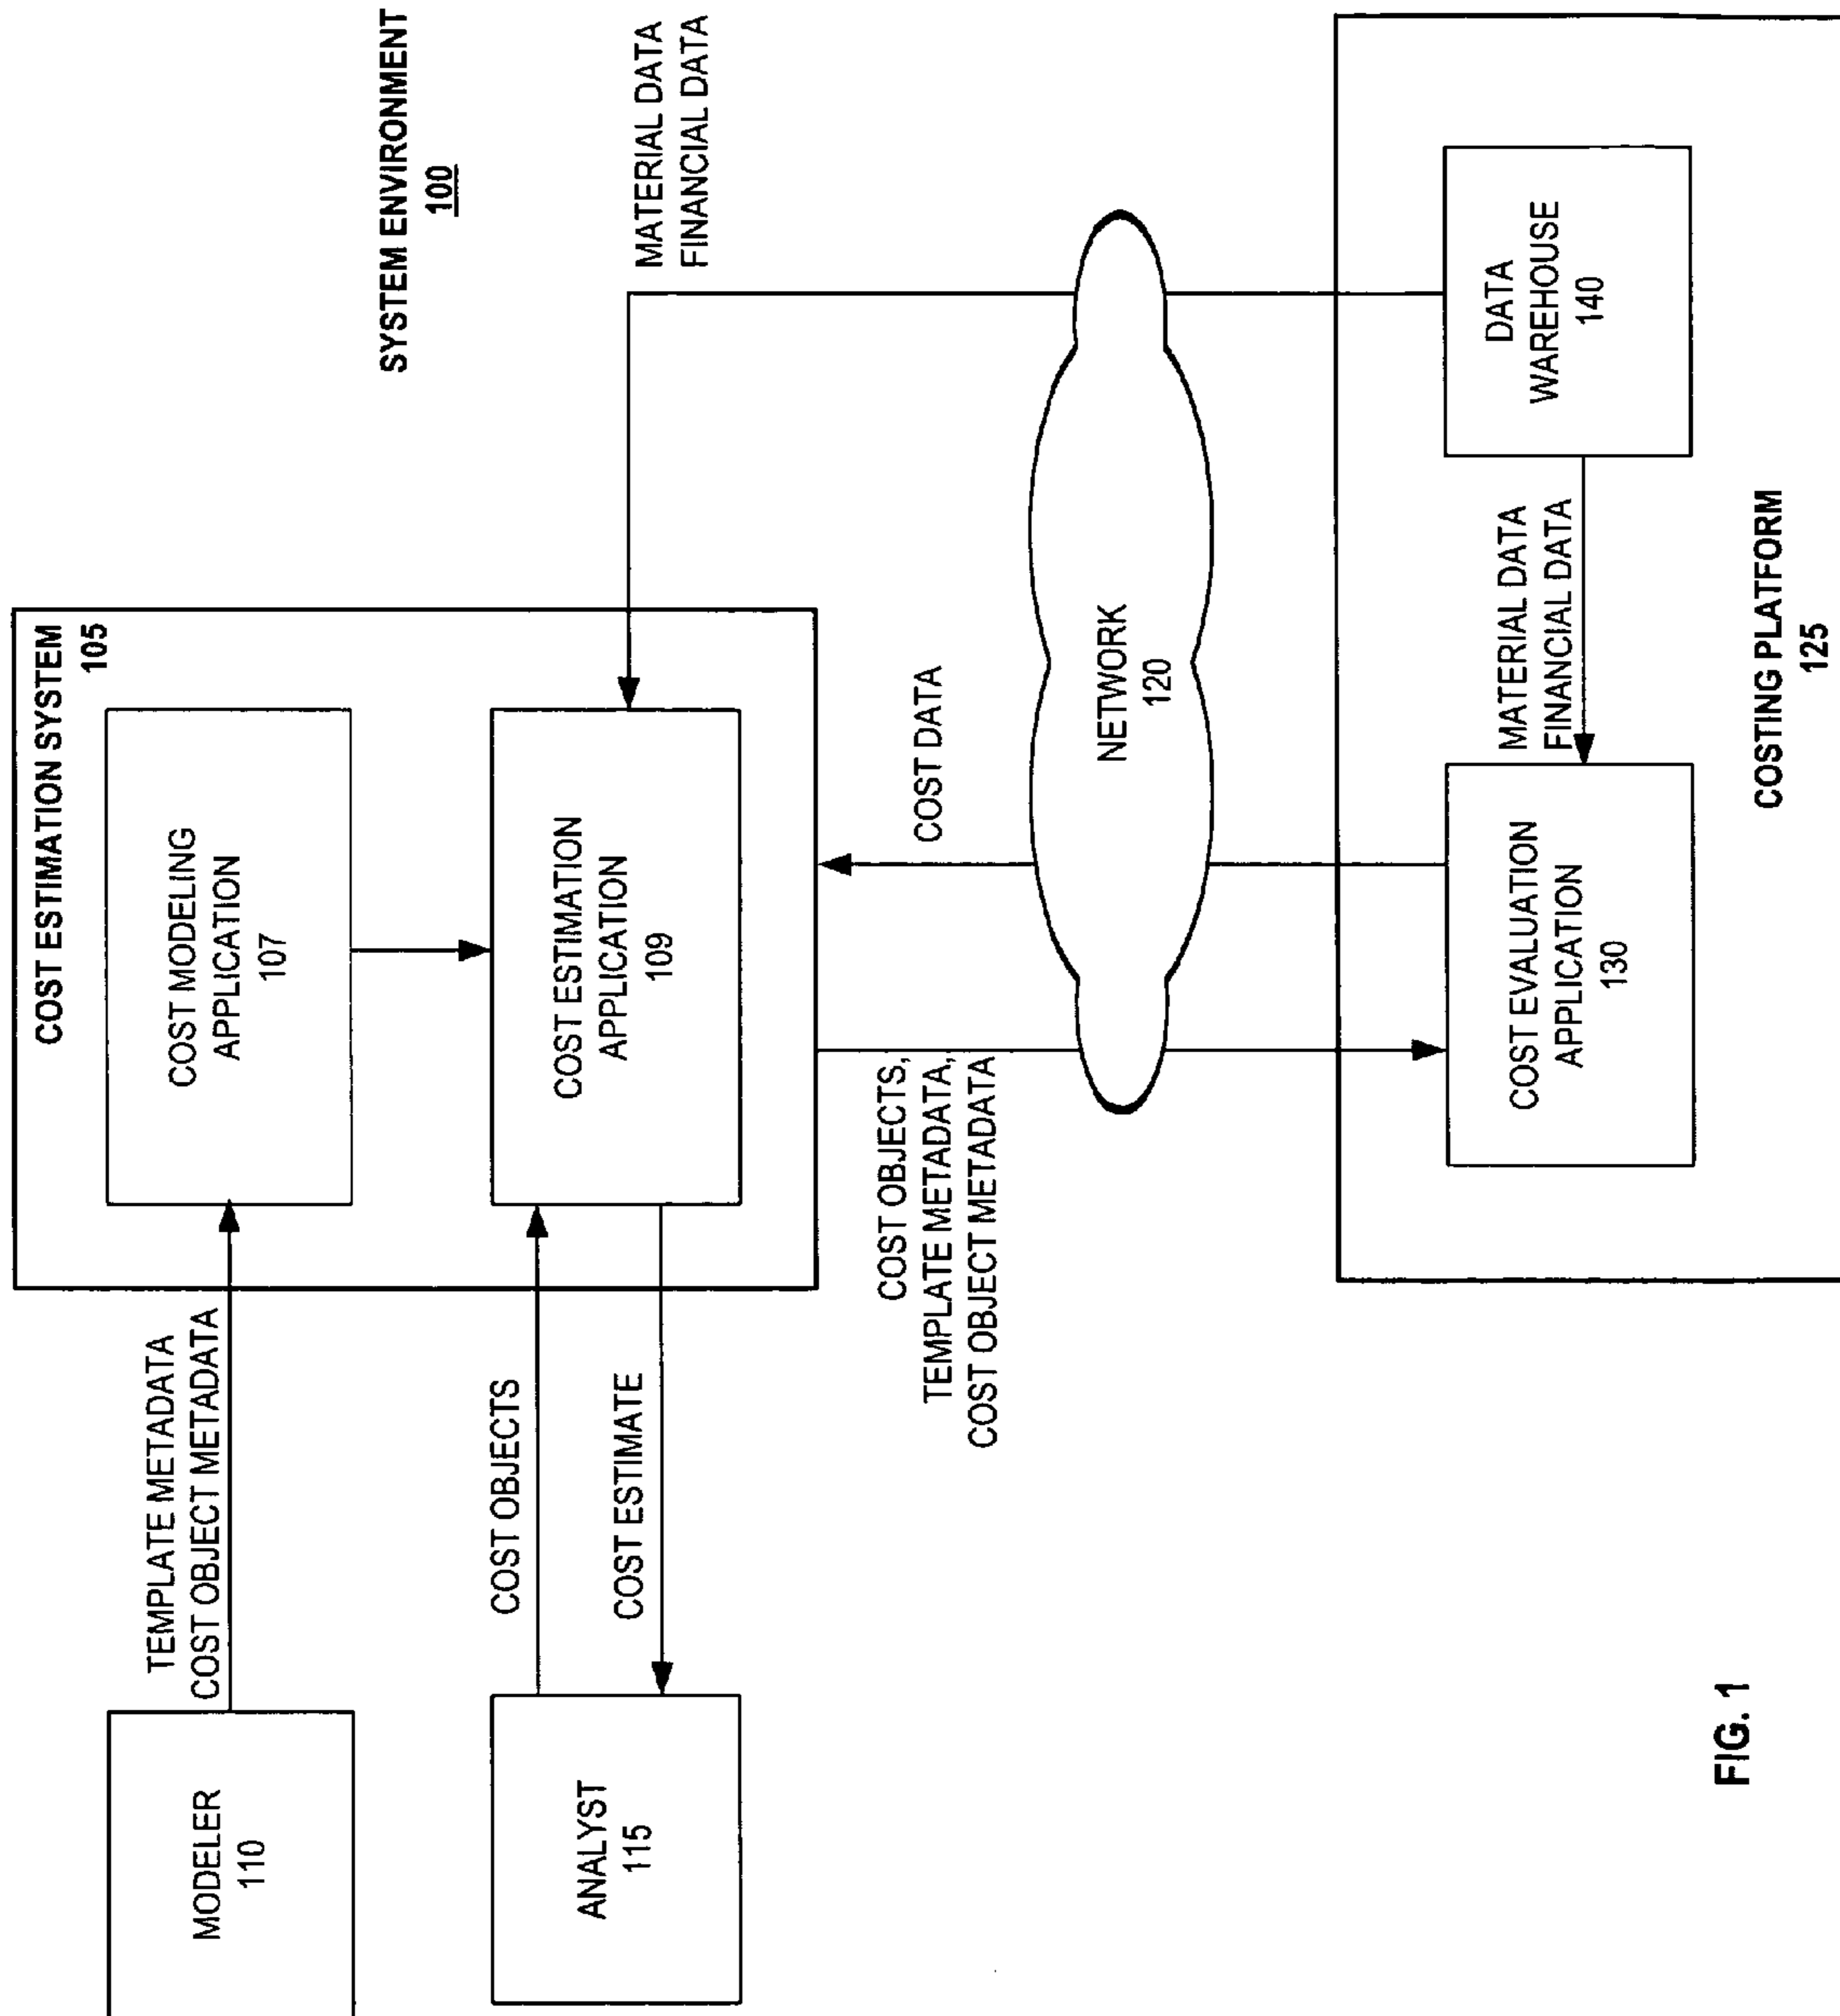 SYSTEM ENVIRONMENT
100
COST ESTIMATION SYSTEM
105
MODELER
110
TEMPLATE METADATA
COST OBJECT METADATA
COST MODELING
APPLICATION
107
ANALYST
115
COST OBJECTS
COST ESTIMATE
COST ESTIMATION
APPLICATION
109
MATERIAL DATA
FINANCIAL DATA
COST OBJECTS,
TEMPLATE METADATA,
COST OBJECT METADATA
COST DATA
NETWORK
120
COST EVALUATION
APPLICATION
130
MATERIAL DATA
FINANCIAL DATA
DATA
WAREHOUSE
140
COSTING PLATFORM
125
FIG. 1